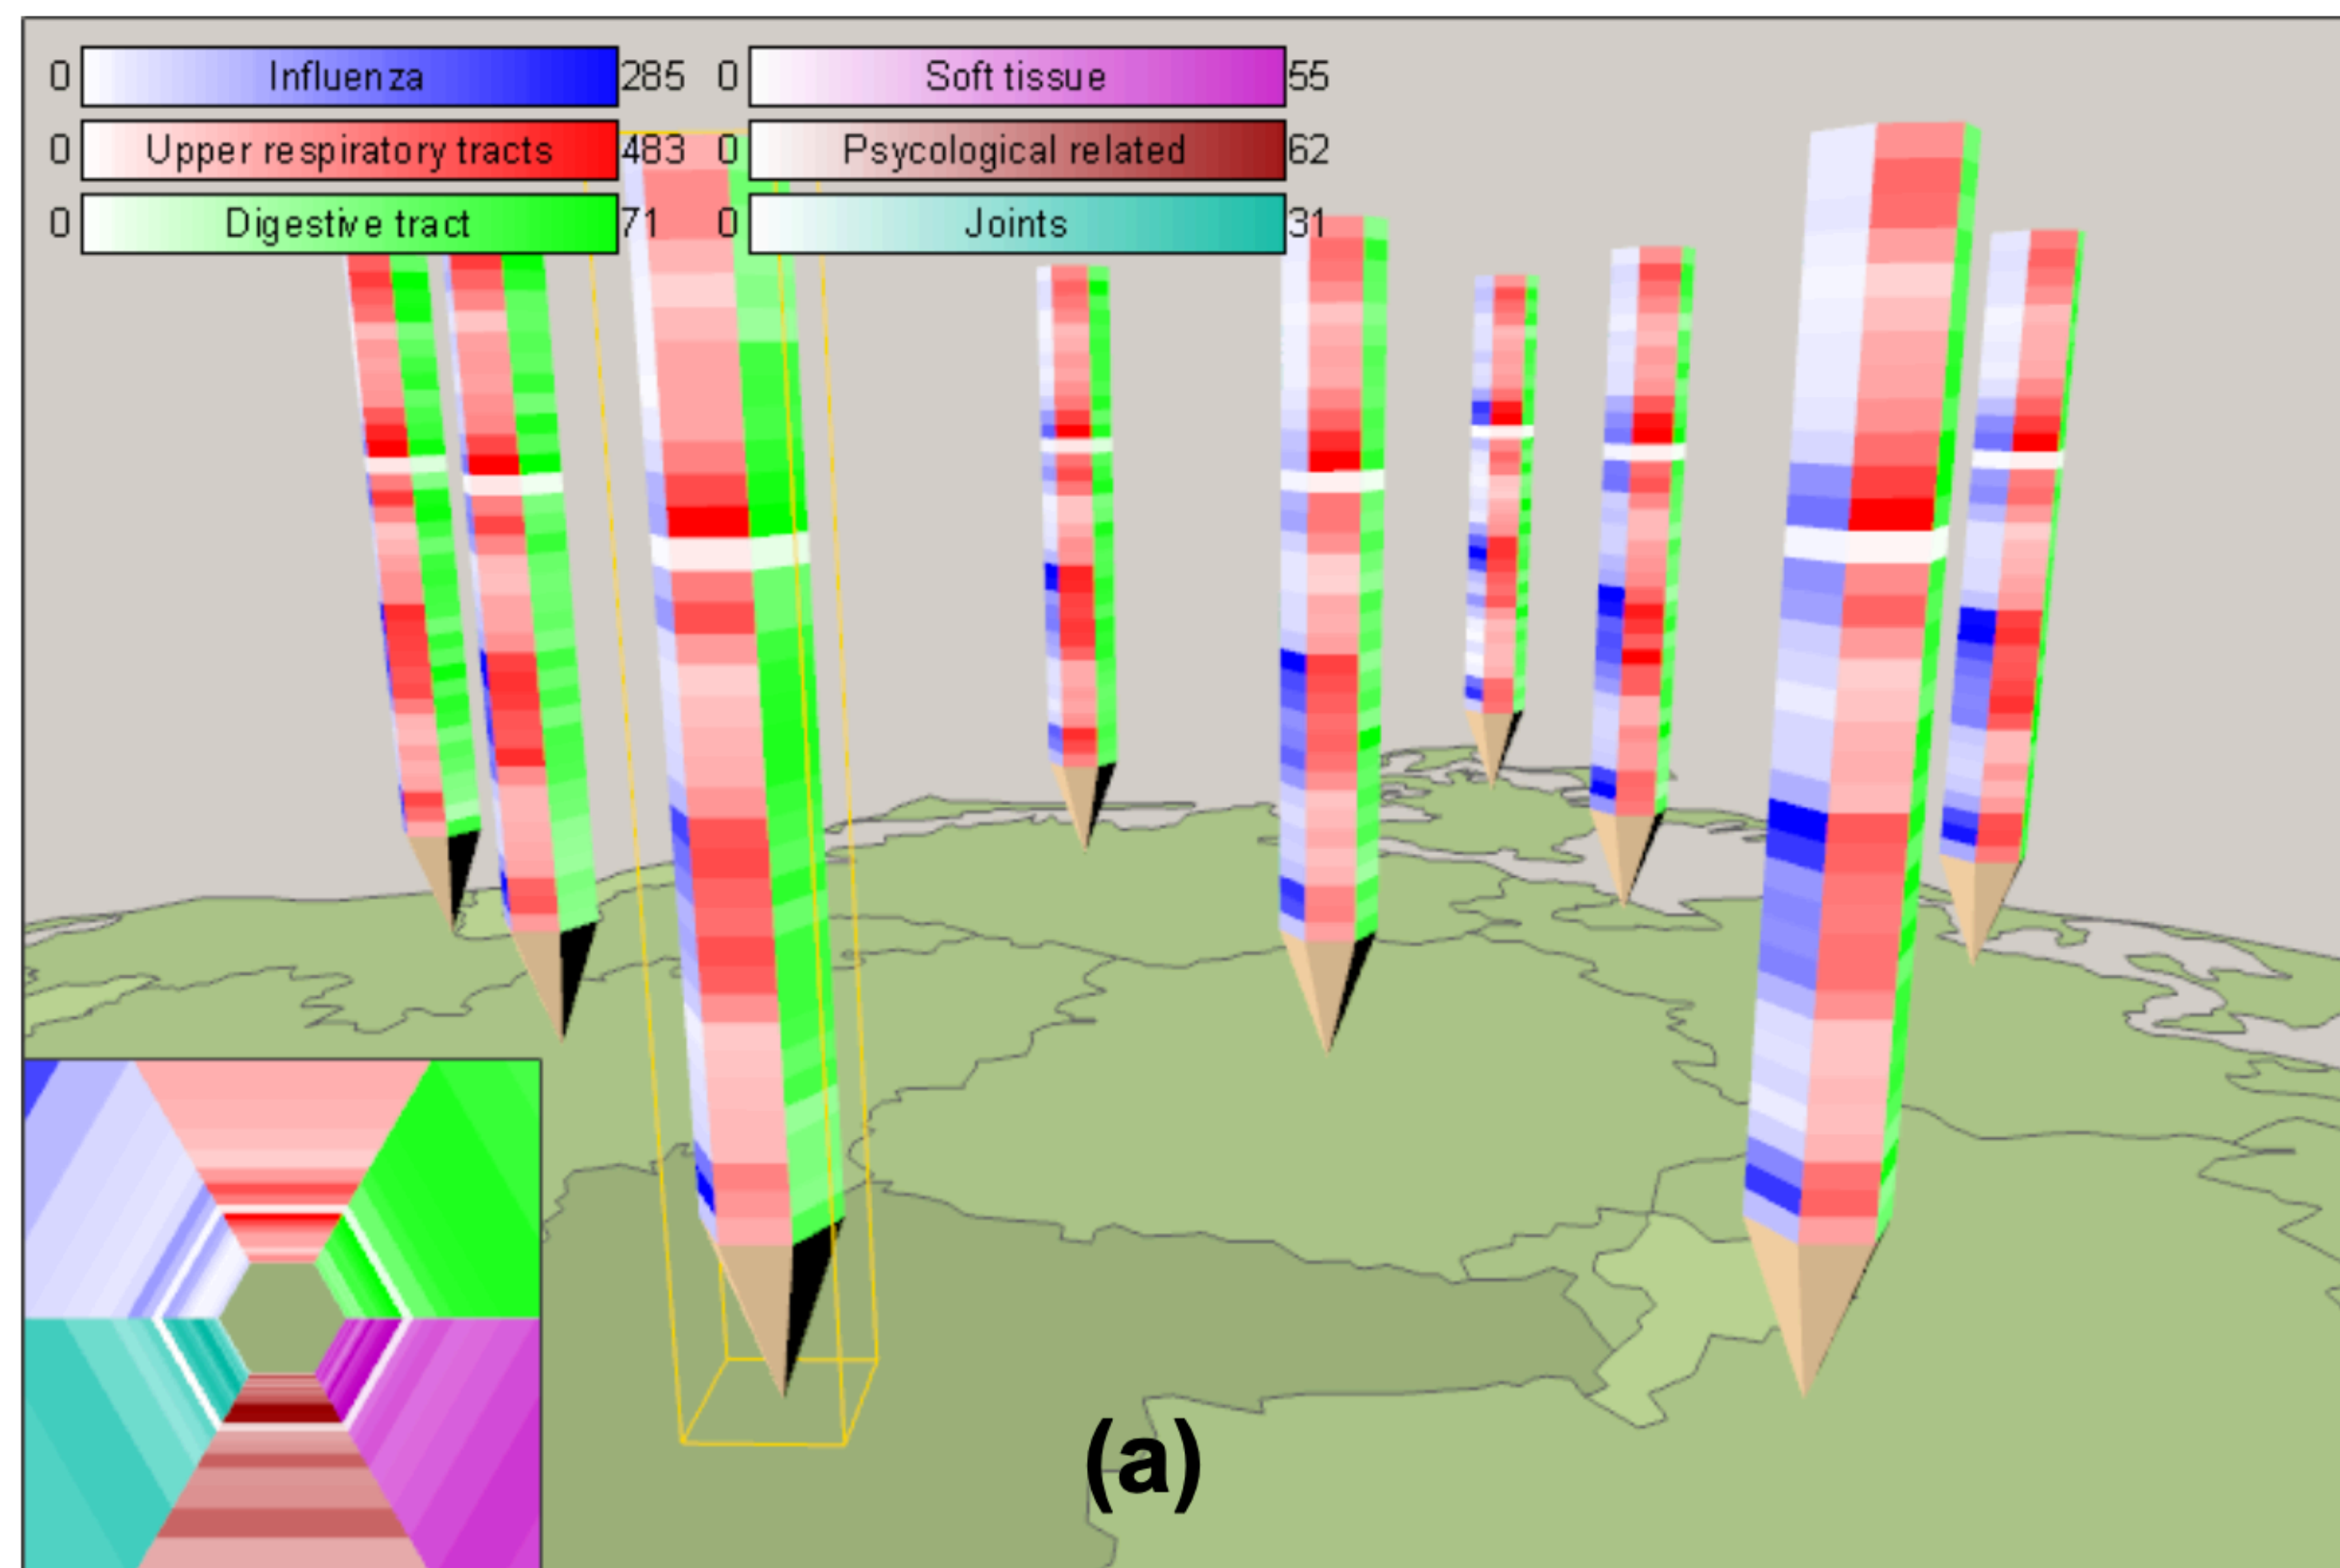 0 Influenza 285 0 Soft tissue 55
0 Upper respiratory tracts 483 0 Psycological related 62
0 Digestive tract 71 0 Joints 31
(a)